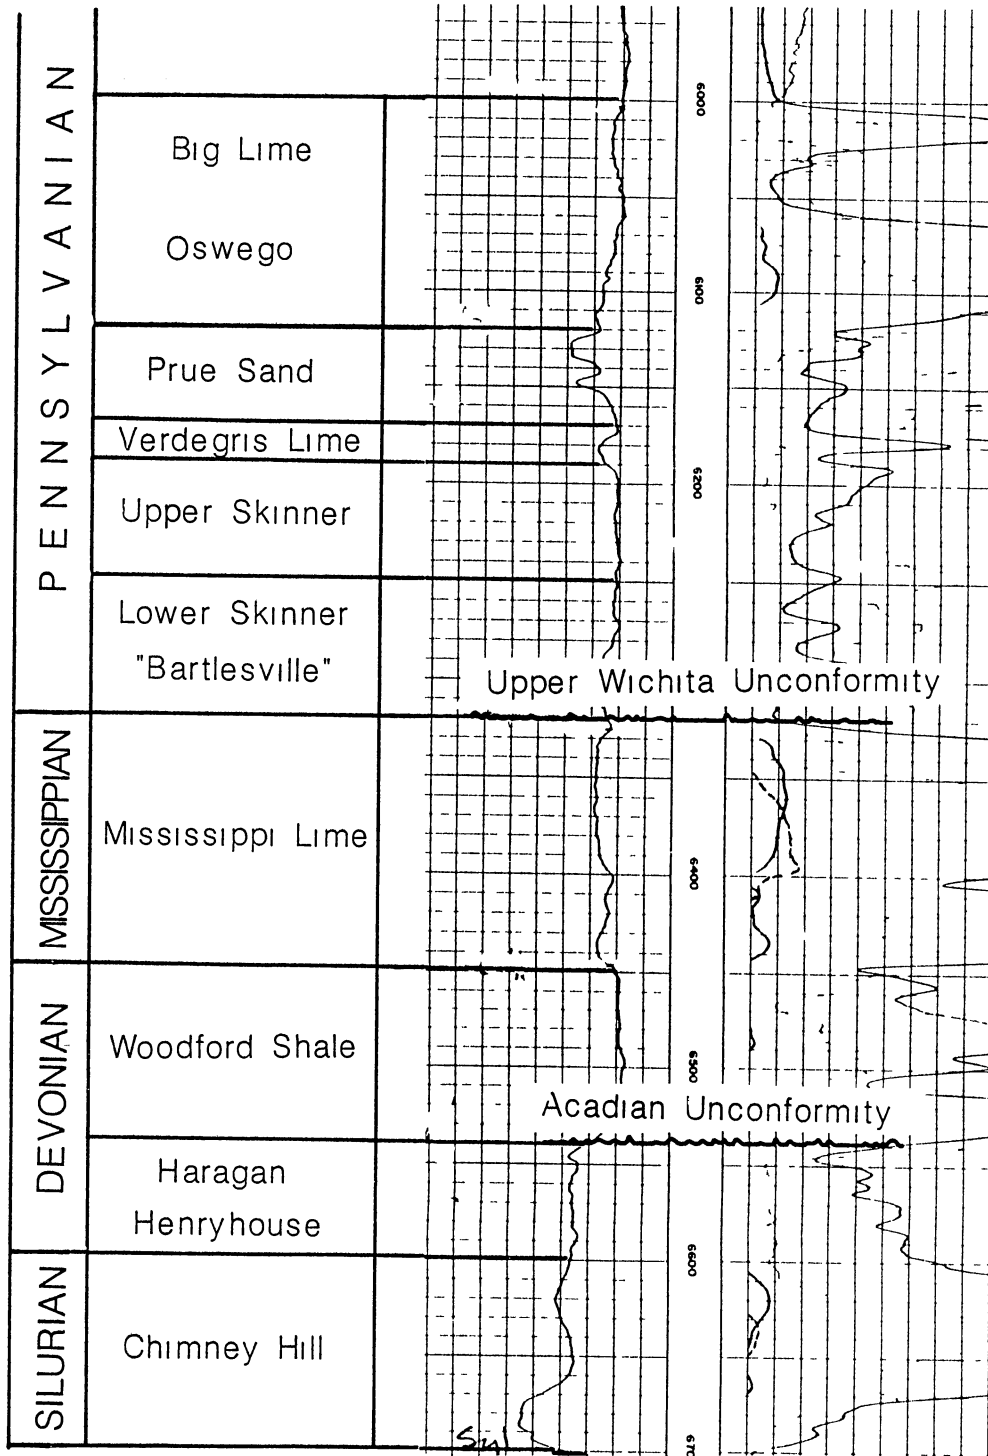 PENNSYLVANIAN
Big Lime
Oswego
Prue Sand
Verdegris Lime
Upper Skinner
Lower Skinner
"Bartlesville"
MISSISSIPPIAN
Mississippi Lime
DEVONIAN
Woodford Shale
Haragan
Henryhouse
SILURIAN
Chimney Hill
6000
6100
6200
Upper Wichita Unconformity
6400
6500
Acadian Unconformity
6600